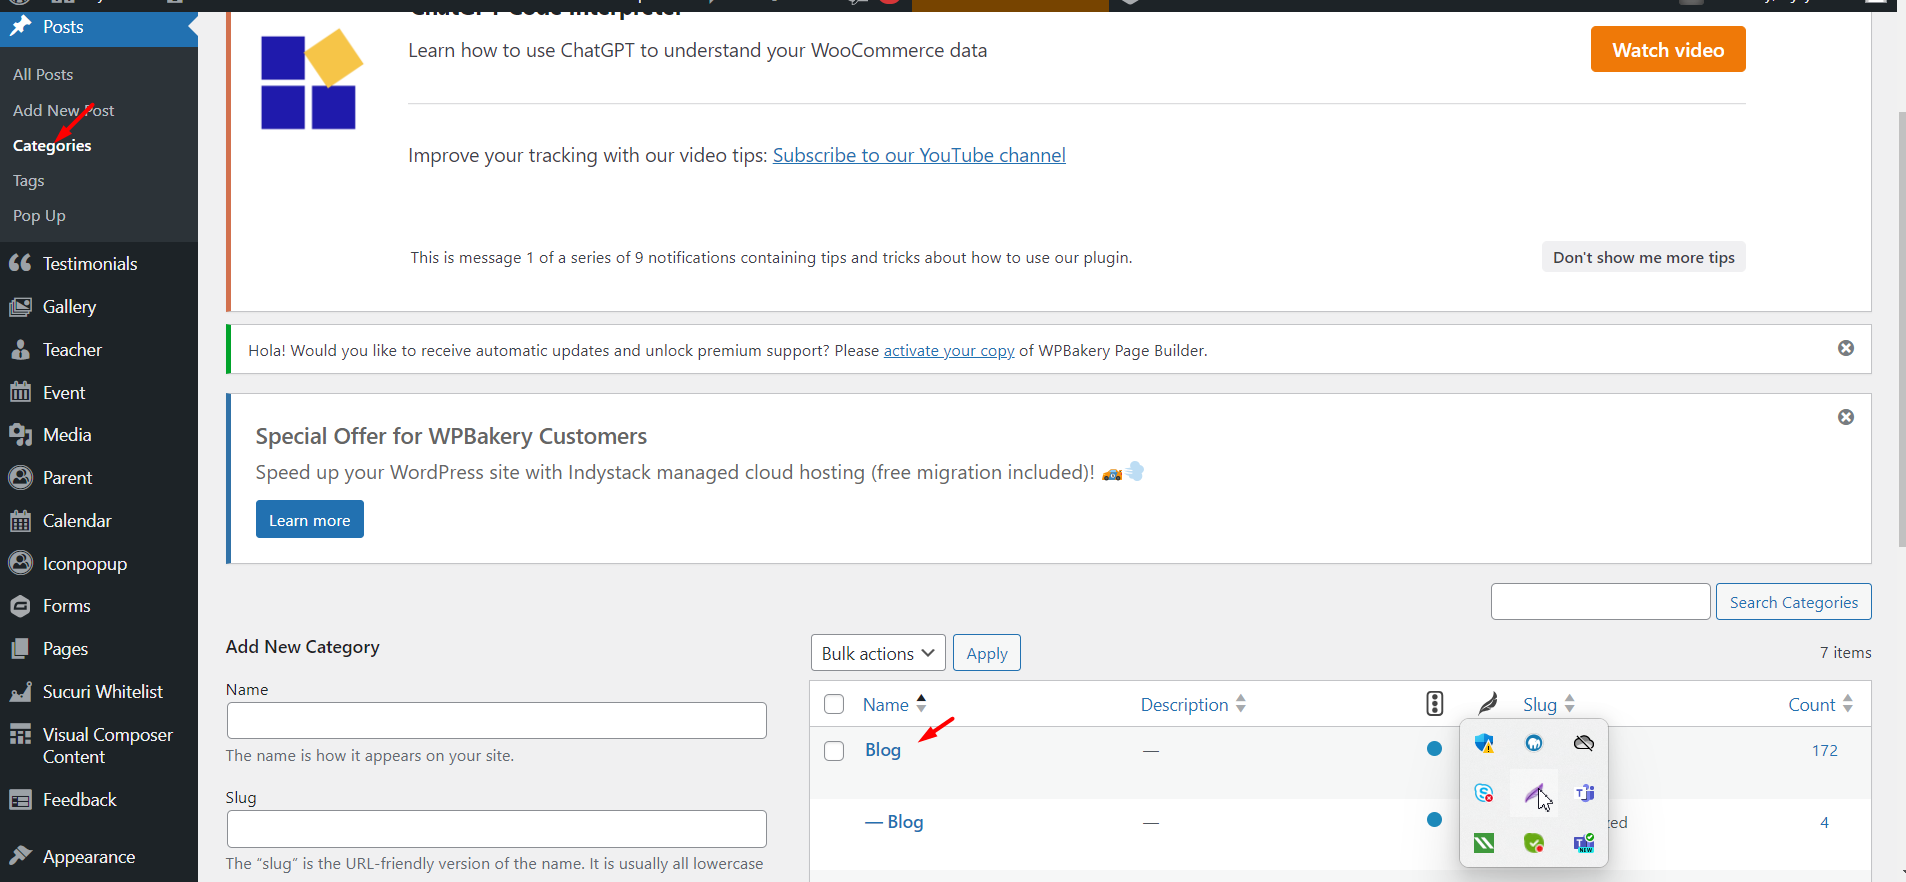 ChatGPT Code Interpreter
Posts
Learn how to use ChatGPT to understand your WooCommerce data
Watch video
All Posts
Add New Post
Categories
Improve your tracking with our video tips: Subscribe to our YouTube channel
Tags
Pop Up
This is message 1 of a series of 9 notifications containing tips and tricks about how to use our plugin.
Don't show me more tips
Testimonials
Gallery
Teacher
Hola! Would you like to receive automatic updates and unlock premium support? Please activate your copy of WPBakery Page Builder.
Event
Media
Special Offer for WPBakery Customers
Speed up your WordPress site with Indystack managed cloud hosting (free migration included)!
Parent
Calendar
Learn more
Iconpopup
Forms
Search Categories
Pages
Add New Category
Bulk actions
Apply
7 items
Name
Sucuri Whitelist
Name
Description
Slug
Count
Visual Composer
Content
The name is how it appears on your site.
Blog
—
172
Slug
Feedback
— Blog
—
4
Appearance
The “slug” is the URL-friendly version of the name. It is usually all lowercase